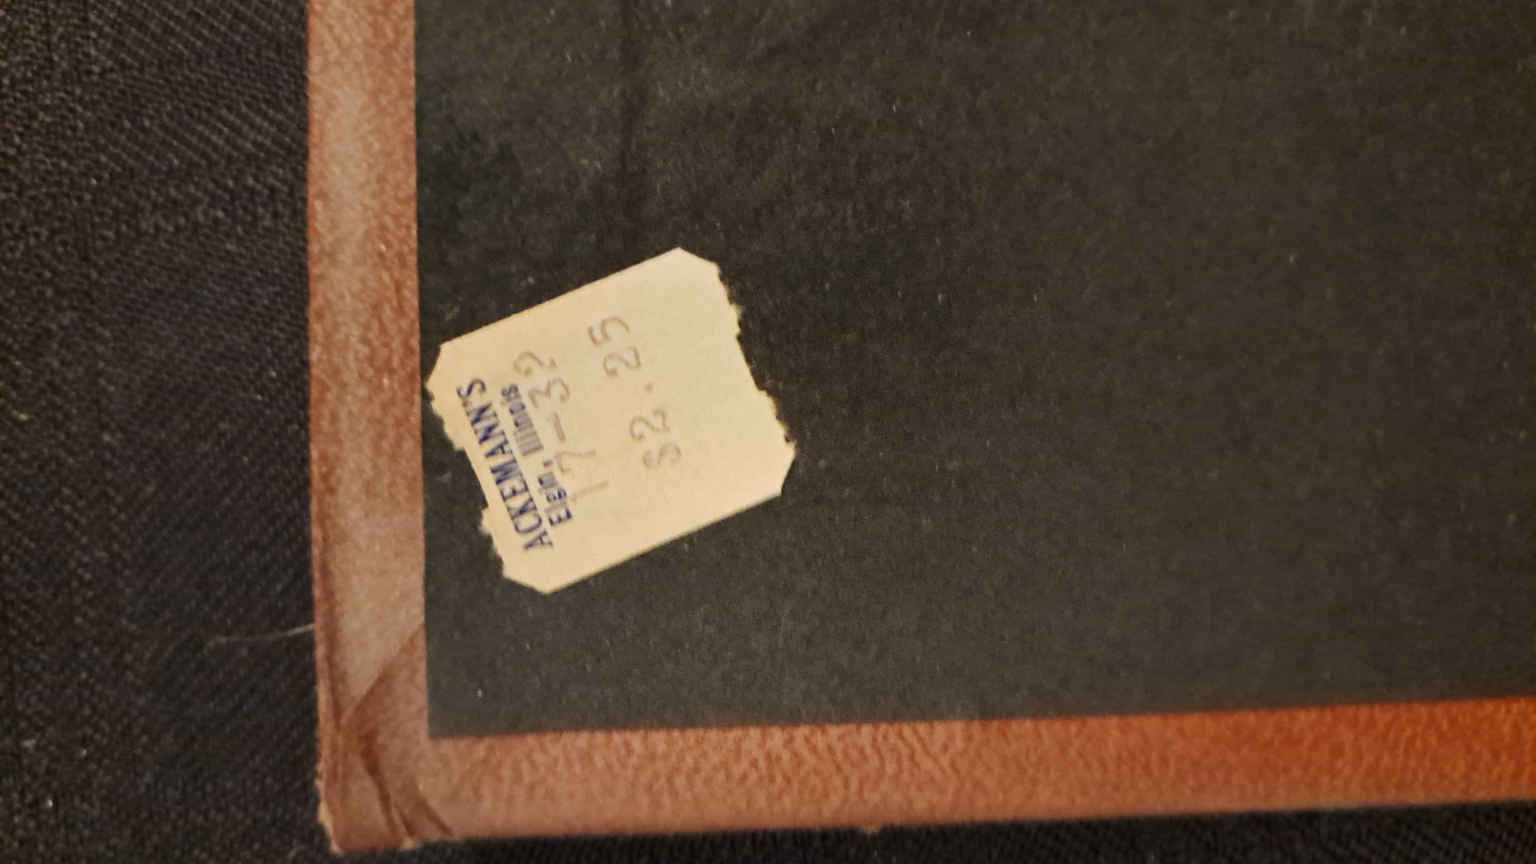 ACKEMANN'S
Elgin, Illinois
17-32
$2.25